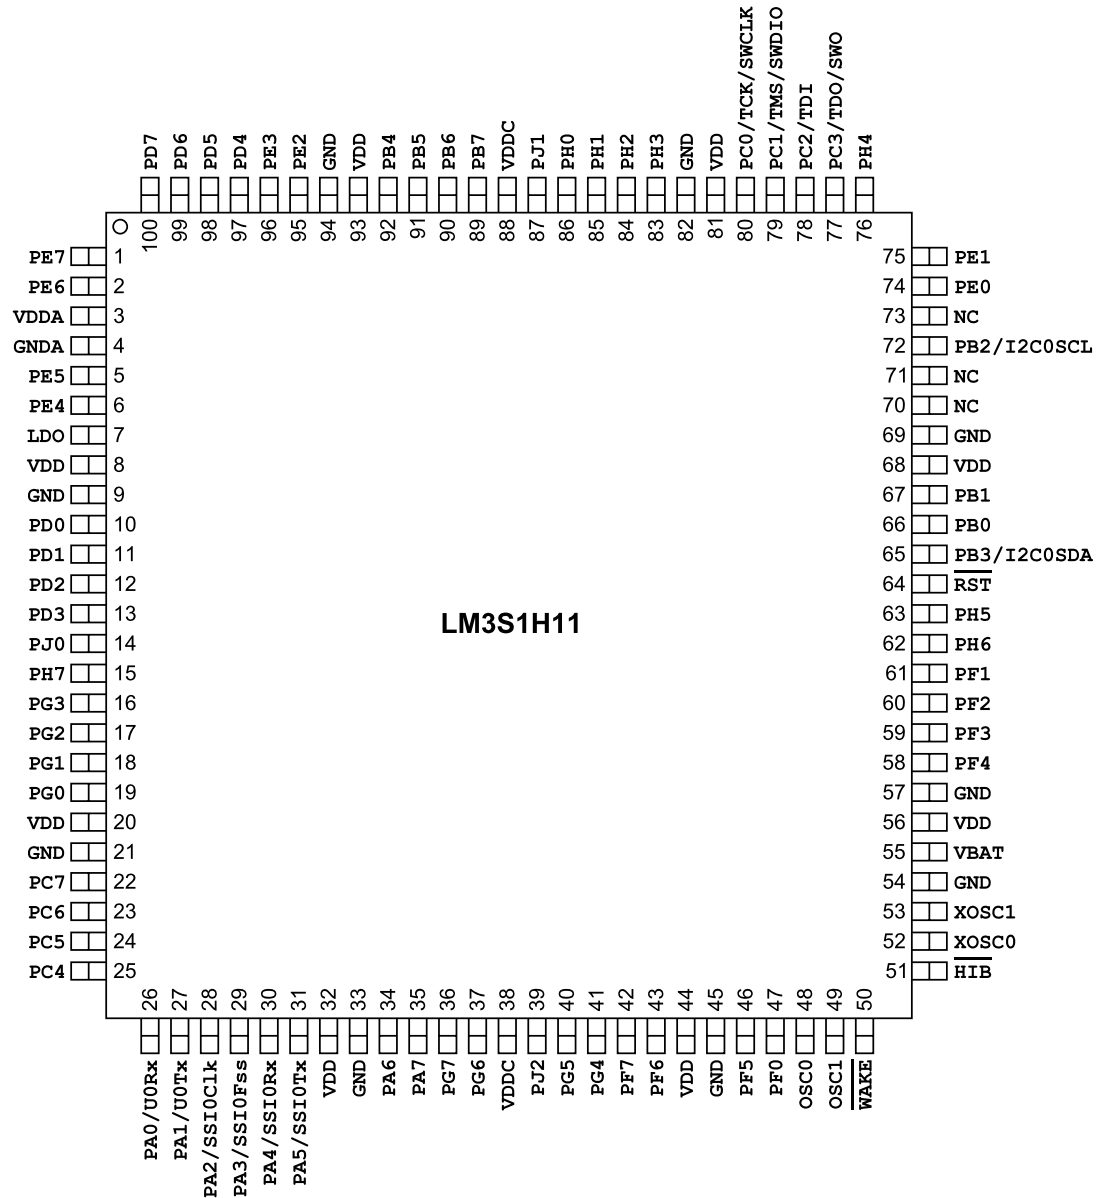 PC0/TCK/SWCLK
PC1/TMS/SWDIO
PC2/TDI
PC3/TDO/SWO
PD7 PD6 PD5 PD4 PE3 PE2 GND VDD PB4 PB5 PB6 PB7 VDDC PJ1 PH0 PH1 PH2 PH3 GND VDD PH4
100 99 98 97 96 95 94 93 92 91 90 89 88 87 86 85 84 83 82 81 80 79 78 77 76
PE7 1 75 PE1
PE6 2 74 PE0
VDDA 3 73 NC
GNDA 4 72 PB2/I2C0SCL
PE5 5 71 NC
PE4 6 70 NC
LDO 7 69 GND
VDD 8 68 VDD
GND 9 67 PB1
PD0 10 66 PB0
PD1 11 65 PB3/I2C0SDA
PD2 12 64 RST
PD3 13 63 PH5
LM3S1H11
PJ0 14 62 PH6
PH7 15 61 PF1
PG3 16 60 PF2
PG2 17 59 PF3
PG1 18 58 PF4
PG0 19 57 GND
VDD 20 56 VDD
GND 21 55 VBAT
PC7 22 54 GND
PC6 23 53 XOSC1
PC5 24 52 XOSC0
PC4 25 51 HIB
26 27 28 29 30 31 32 33 34 35 36 37 38 39 40 41 42 43 44 45 46 47 48 49 50
PA0/U0Rx
PA1/U0Tx
PA2/SSI0Clk
PA3/SSI0Fss
PA4/SSI0Rx
PA5/SSI0Tx
VDD GND PA6 PA7 PG7 PG6 VDDC PJ2 PG5 PG4 PF7 PF6 VDD GND PF5 PF0 OSC0 OSC1 WAKE